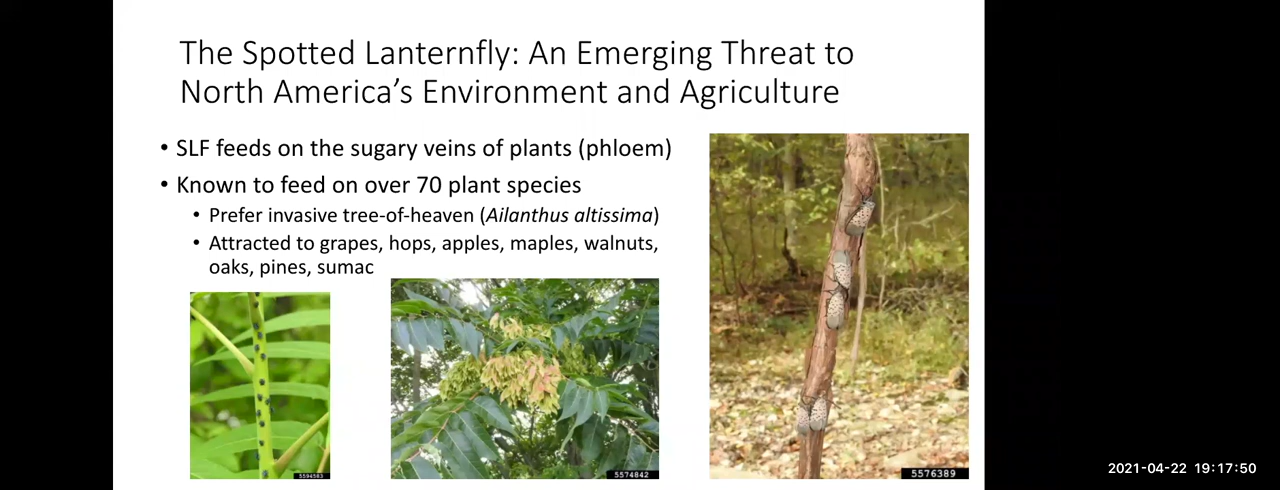 The Spotted Lanternfly: An Emerging Threat to
North America's Environment and Agriculture
• SLF feeds on the sugary veins of plants (phloem)
• Known to feed on over 70 plant species
• Prefer invasive tree-of-heaven (Ailanthus altissima)
• Attracted to grapes, hops, apples, maples, walnuts,
oaks, pines, sumac
5594583
5574842
5576389
2021-04-22 19:17:50